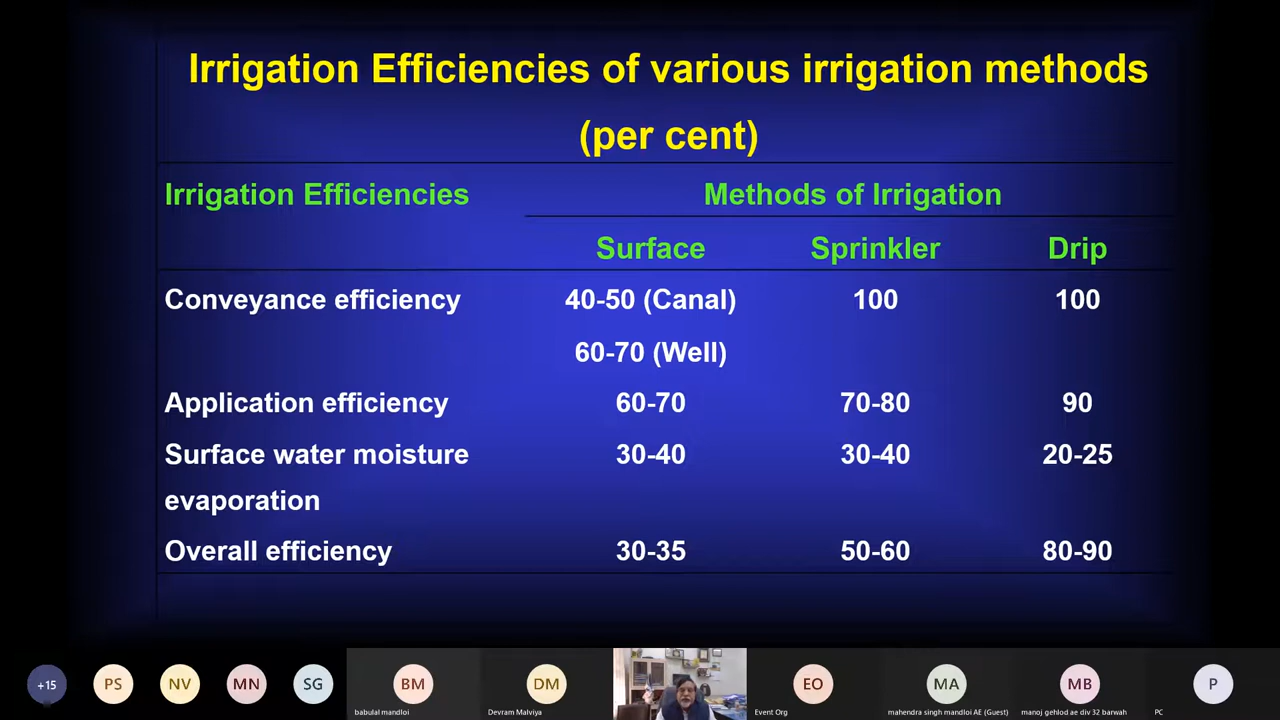 Irrigation Efficiencies of various irrigation methods
(per cent)
Irrigation Efficiencies Methods of Irrigation
Surface Sprinkler Drip
Conveyance efficiency 40-50 (Canal) 100 100
60-70 (Well)
Application efficiency 60-70 70-80 90
Surface water moisture 30-40 30-40 20-25
evaporation
Overall efficiency 30-35 50-60 80-90
+15 PS NV MN SG BM DM EO MA MB P
babulal mandloi Devram Malviya Event Org mahendra singh mandloi AE (Guest) manoj gehlod ae div 32 barwah PC